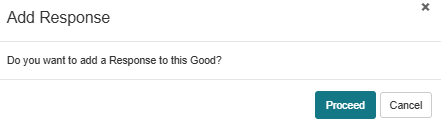 Add Response
Do you want to add a Response to this Good?
Proceed
Cancel